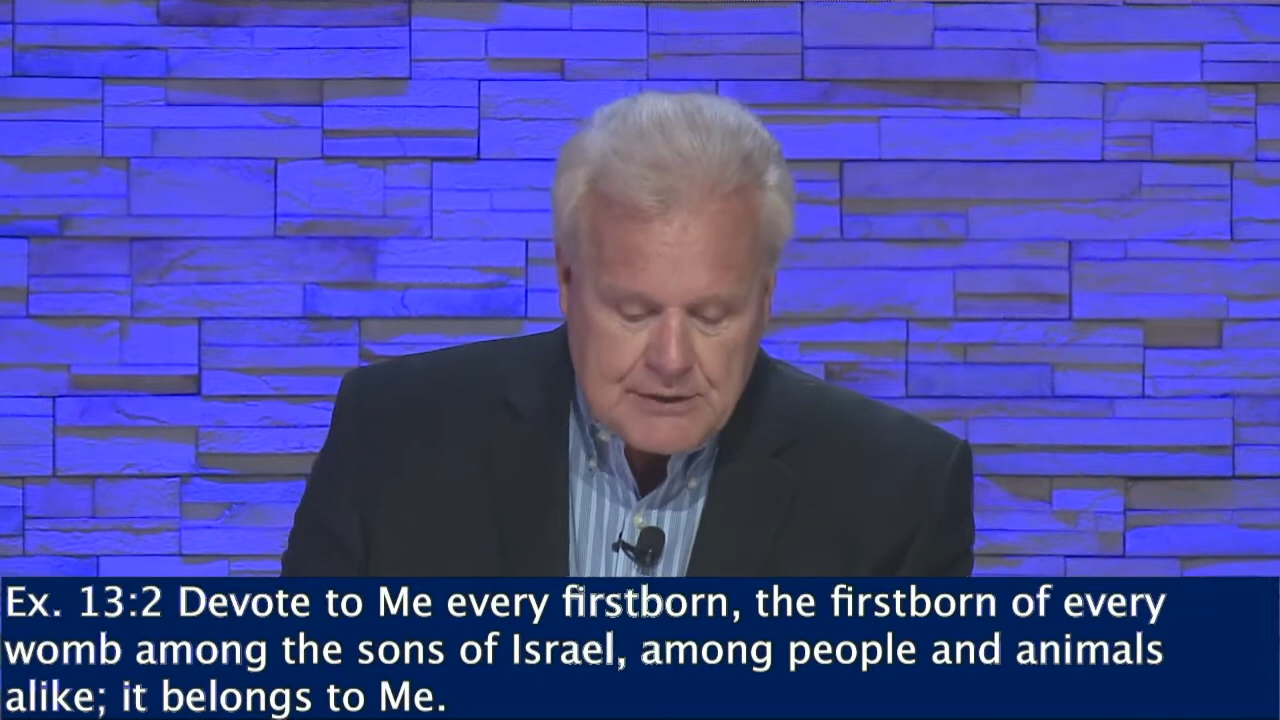 Ex. 13:2 Devote to Me every firstborn, the firstborn of every
womb among the sons of Israel, among people and animals
alike; it belongs to Me.